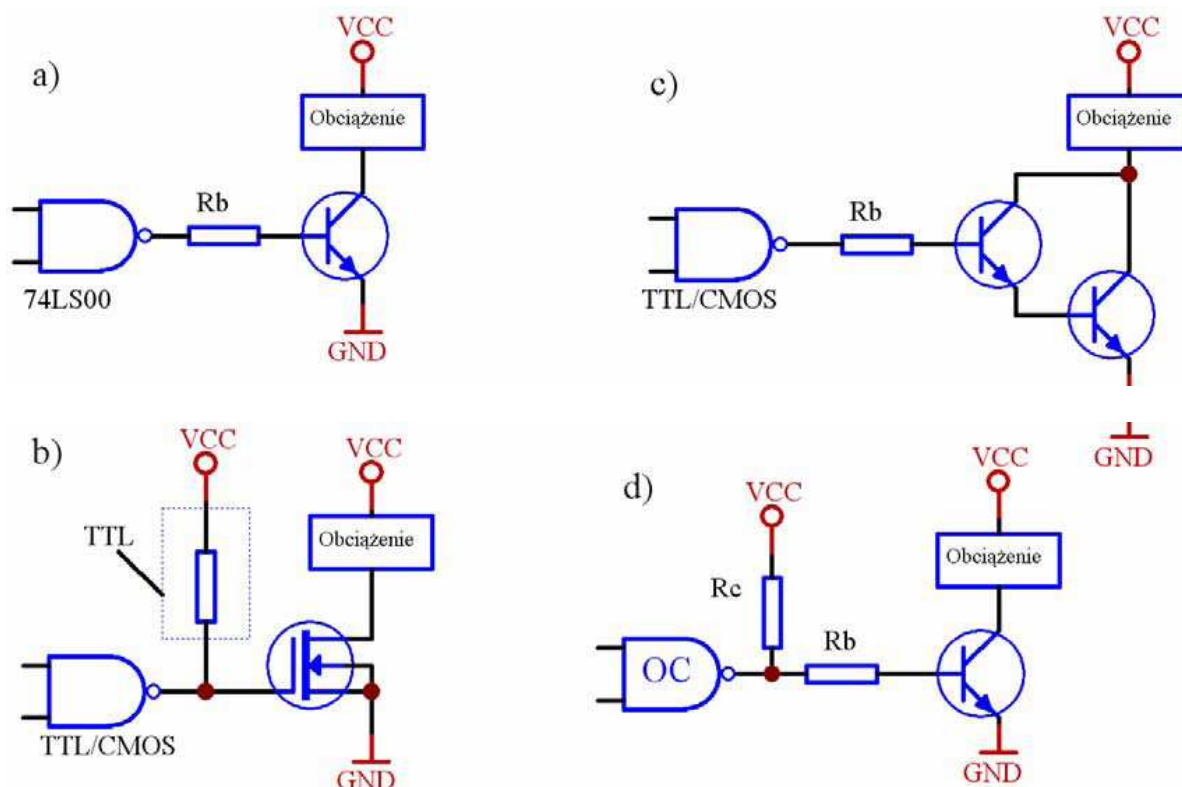 a)
VCC
Obciążenie
Rb
74LS00
GND
c)
VCC
Obciążenie
Rb
TTL/CMOS
GND
b)
VCC
VCC
TTL
Obciążenie
TTL/CMOS
GND
d)
VCC
VCC
Obciążenie
Rc
Rb
OC
GND